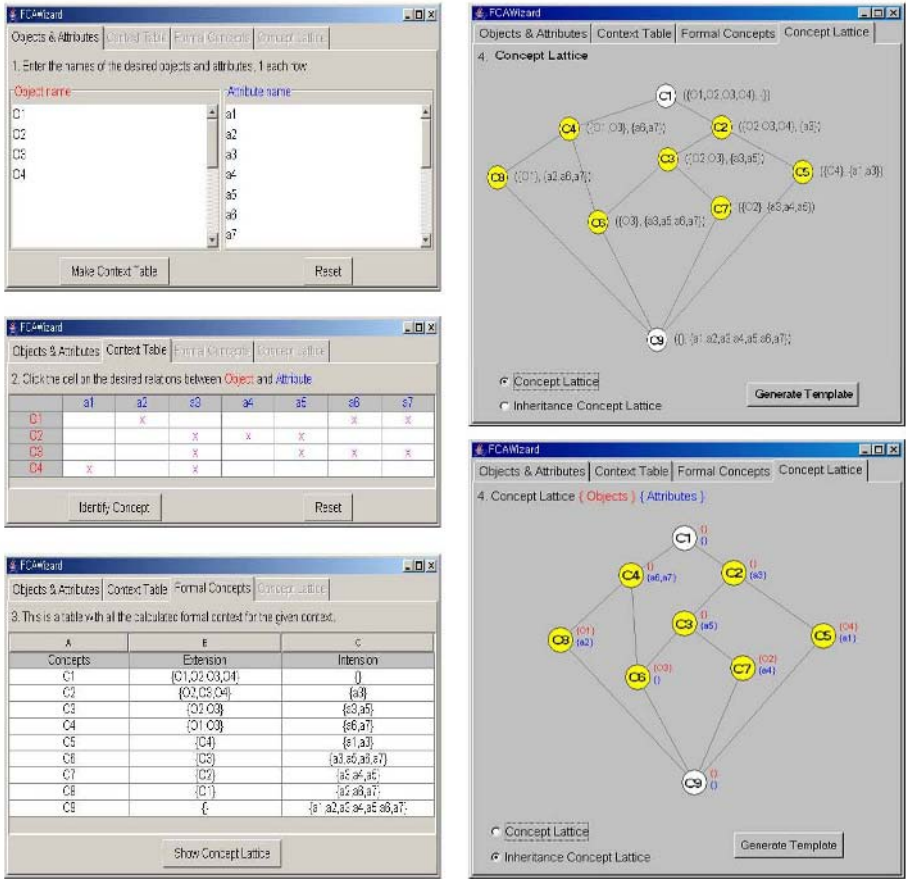 FCAWizard
Objects & Attributes Context Table Formal Concepts Concept Lattice
1. Enter the names of the desired objects and attributes, 1 each row
Object name
Attribute name
O1
O2
O3
O4
a1
a2
a3
a4
a5
a6
a7
Make Context Table
Reset
FCAWizard
Objects & Attributes Context Table Formal Concepts Concept Lattice
2. Click the cell on the desired relations between Object and Attribute
a1 a2 a3 a4 a5 a6 a7
O1 x x x
O2 x x x
O3 x x x x
O4 x x
Identify Concept
Reset
FCAWizard
Objects & Attributes Context Table Formal Concepts Concept Lattice
3. This is a table with all the calculated formal context for the given context.
A B C
Concepts Extension Intension
C1 {O1,O2,O3,O4} {}
C2 {O2,O3,O4} {a3}
C3 {O2,O3} {a3,a5}
C4 {O1,O3} {a6,a7}
C5 {O4} {a1,a3}
C6 {O3} {a3,a5,a6,a7}
C7 {O2} {a3,a4,a5}
C8 {O1} {a2,a6,a7}
C9 {} {a1,a2,a3,a4,a5,a6,a7}
Show Concept Lattice
FCAWizard
Objects & Attributes Context Table Formal Concepts Concept Lattice
4. Concept Lattice
C1 ({O1,O2,O3,O4}, {})
C4 ({O1,O3}, {a6,a7})
C2 ({O2,O3,O4}, {a3})
C3 ({O2,O3}, {a3,a5})
C8 ({O1}, {a2,a6,a7})
C5 ({O4}, {a1,a3})
C6 ({O3}, {a3,a5,a6,a7})
C7 ({O2}, {a3,a4,a5})
C9 ({}, {a1,a2,a3,a4,a5,a6,a7})
Concept Lattice
Inheritance Concept Lattice
Generate Template
FCAWizard
Objects & Attributes Context Table Formal Concepts Concept Lattice
4. Concept Lattice { Objects } { Attributes }
C1 {} {}
C4 {} {a6,a7}
C2 {} {a3}
C3 {} {a5}
C8 {O1} {a2}
C5 {O4} {a1}
C6 {O3} {}
C7 {O2} {a4}
C9 {} {}
Concept Lattice
Inheritance Concept Lattice
Generate Template